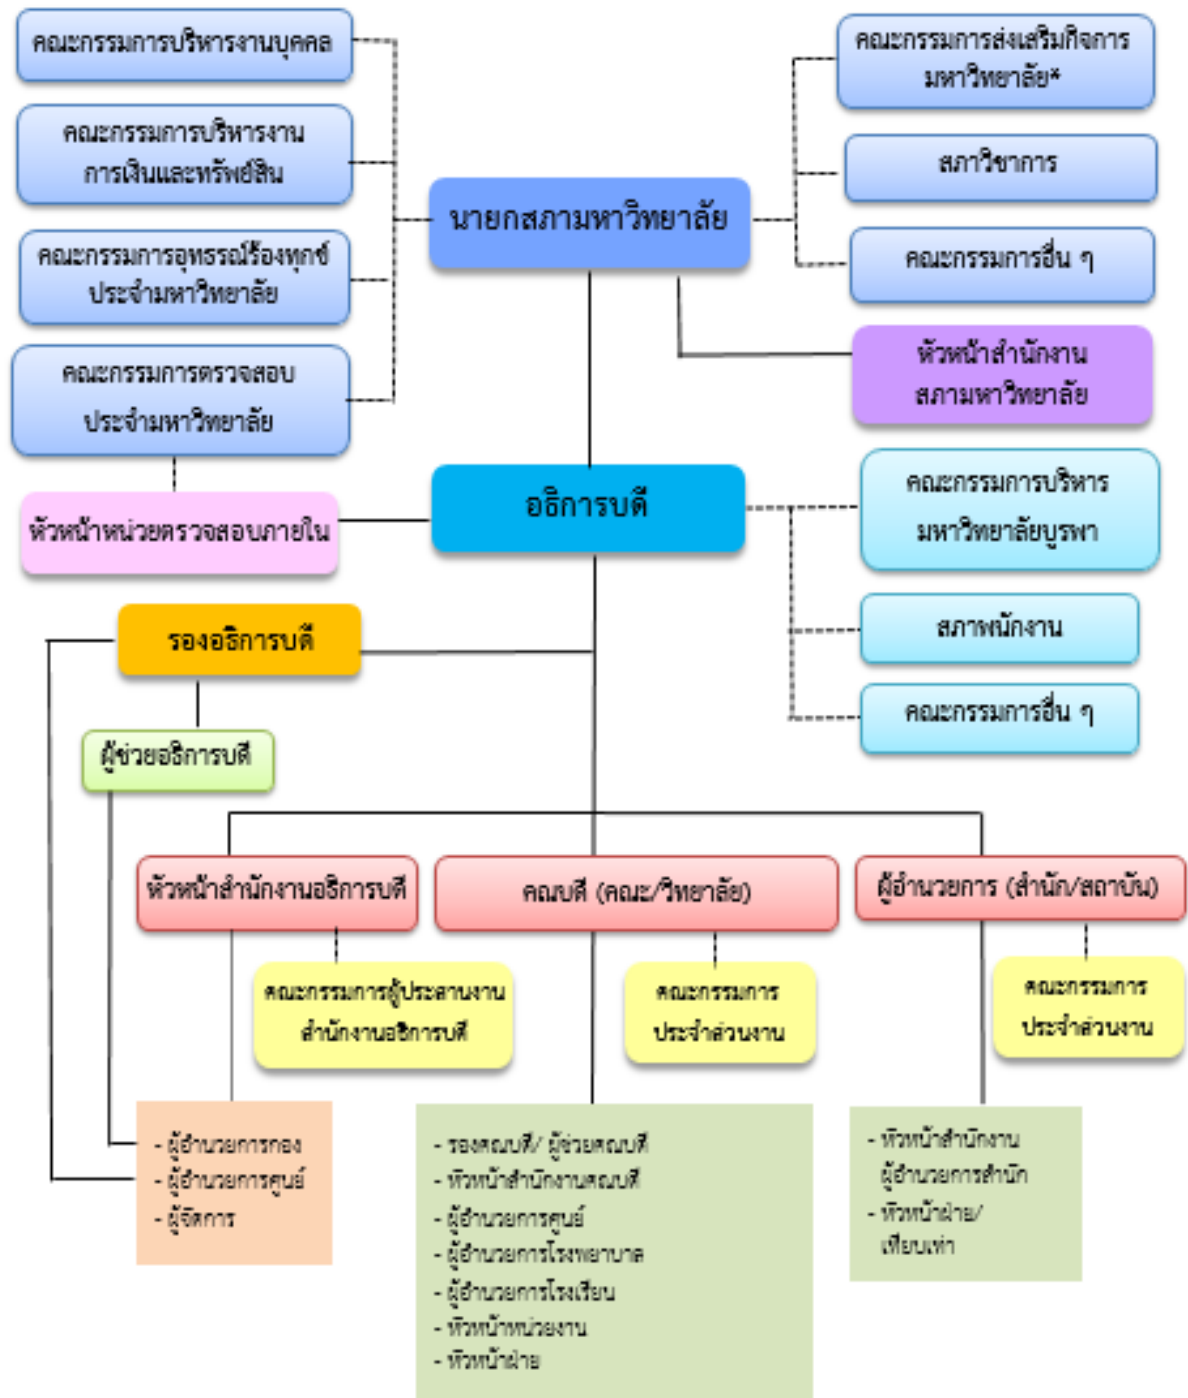 คณะกรรมการบริหารงานบุคคล
คณะกรรมการบริหารงาน
การเงินและทรัพย์สิน
คณะกรรมการอุทธรณ์ร้องทุกข์
ประจำมหาวิทยาลัย
คณะกรรมการตรวจสอบ
ประจำมหาวิทยาลัย
นายกสภามหาวิทยาลัย
คณะกรรมการส่งเสริมกิจการ
มหาวิทยาลัย*
สภาวิชาการ
คณะกรรมการอื่น ๆ
หัวหน้าสำนักงาน
สภามหาวิทยาลัย
หัวหน้าหน่วยตรวจสอบภายใน
อธิการบดี
คณะกรรมการบริหาร
มหาวิทยาลัยบูรพา
สภาพนักงาน
คณะกรรมการอื่น ๆ
รองอธิการบดี
ผู้ช่วยอธิการบดี
หัวหน้าสำนักงานอธิการบดี
คณบดี (คณะ/วิทยาลัย)
ผู้อำนวยการ (สำนัก/สถาบัน)
คณะกรรมการผู้ประสานงาน
สำนักงานอธิการบดี
คณะกรรมการ
ประจำส่วนงาน
คณะกรรมการ
ประจำส่วนงาน
- ผู้อำนวยการกอง
- ผู้อำนวยการศูนย์
- ผู้จัดการ
- รองคณบดี/ ผู้ช่วยคณบดี
- หัวหน้าสำนักงานคณบดี
- ผู้อำนวยการศูนย์
- ผู้อำนวยการโรงพยาบาล
- ผู้อำนวยการโรงเรียน
- หัวหน้าหน่วยงาน
- หัวหน้าฝ่าย
- หัวหน้าสำนักงาน
ผู้อำนวยการสำนัก
- หัวหน้าฝ่าย/
เทียบเท่า